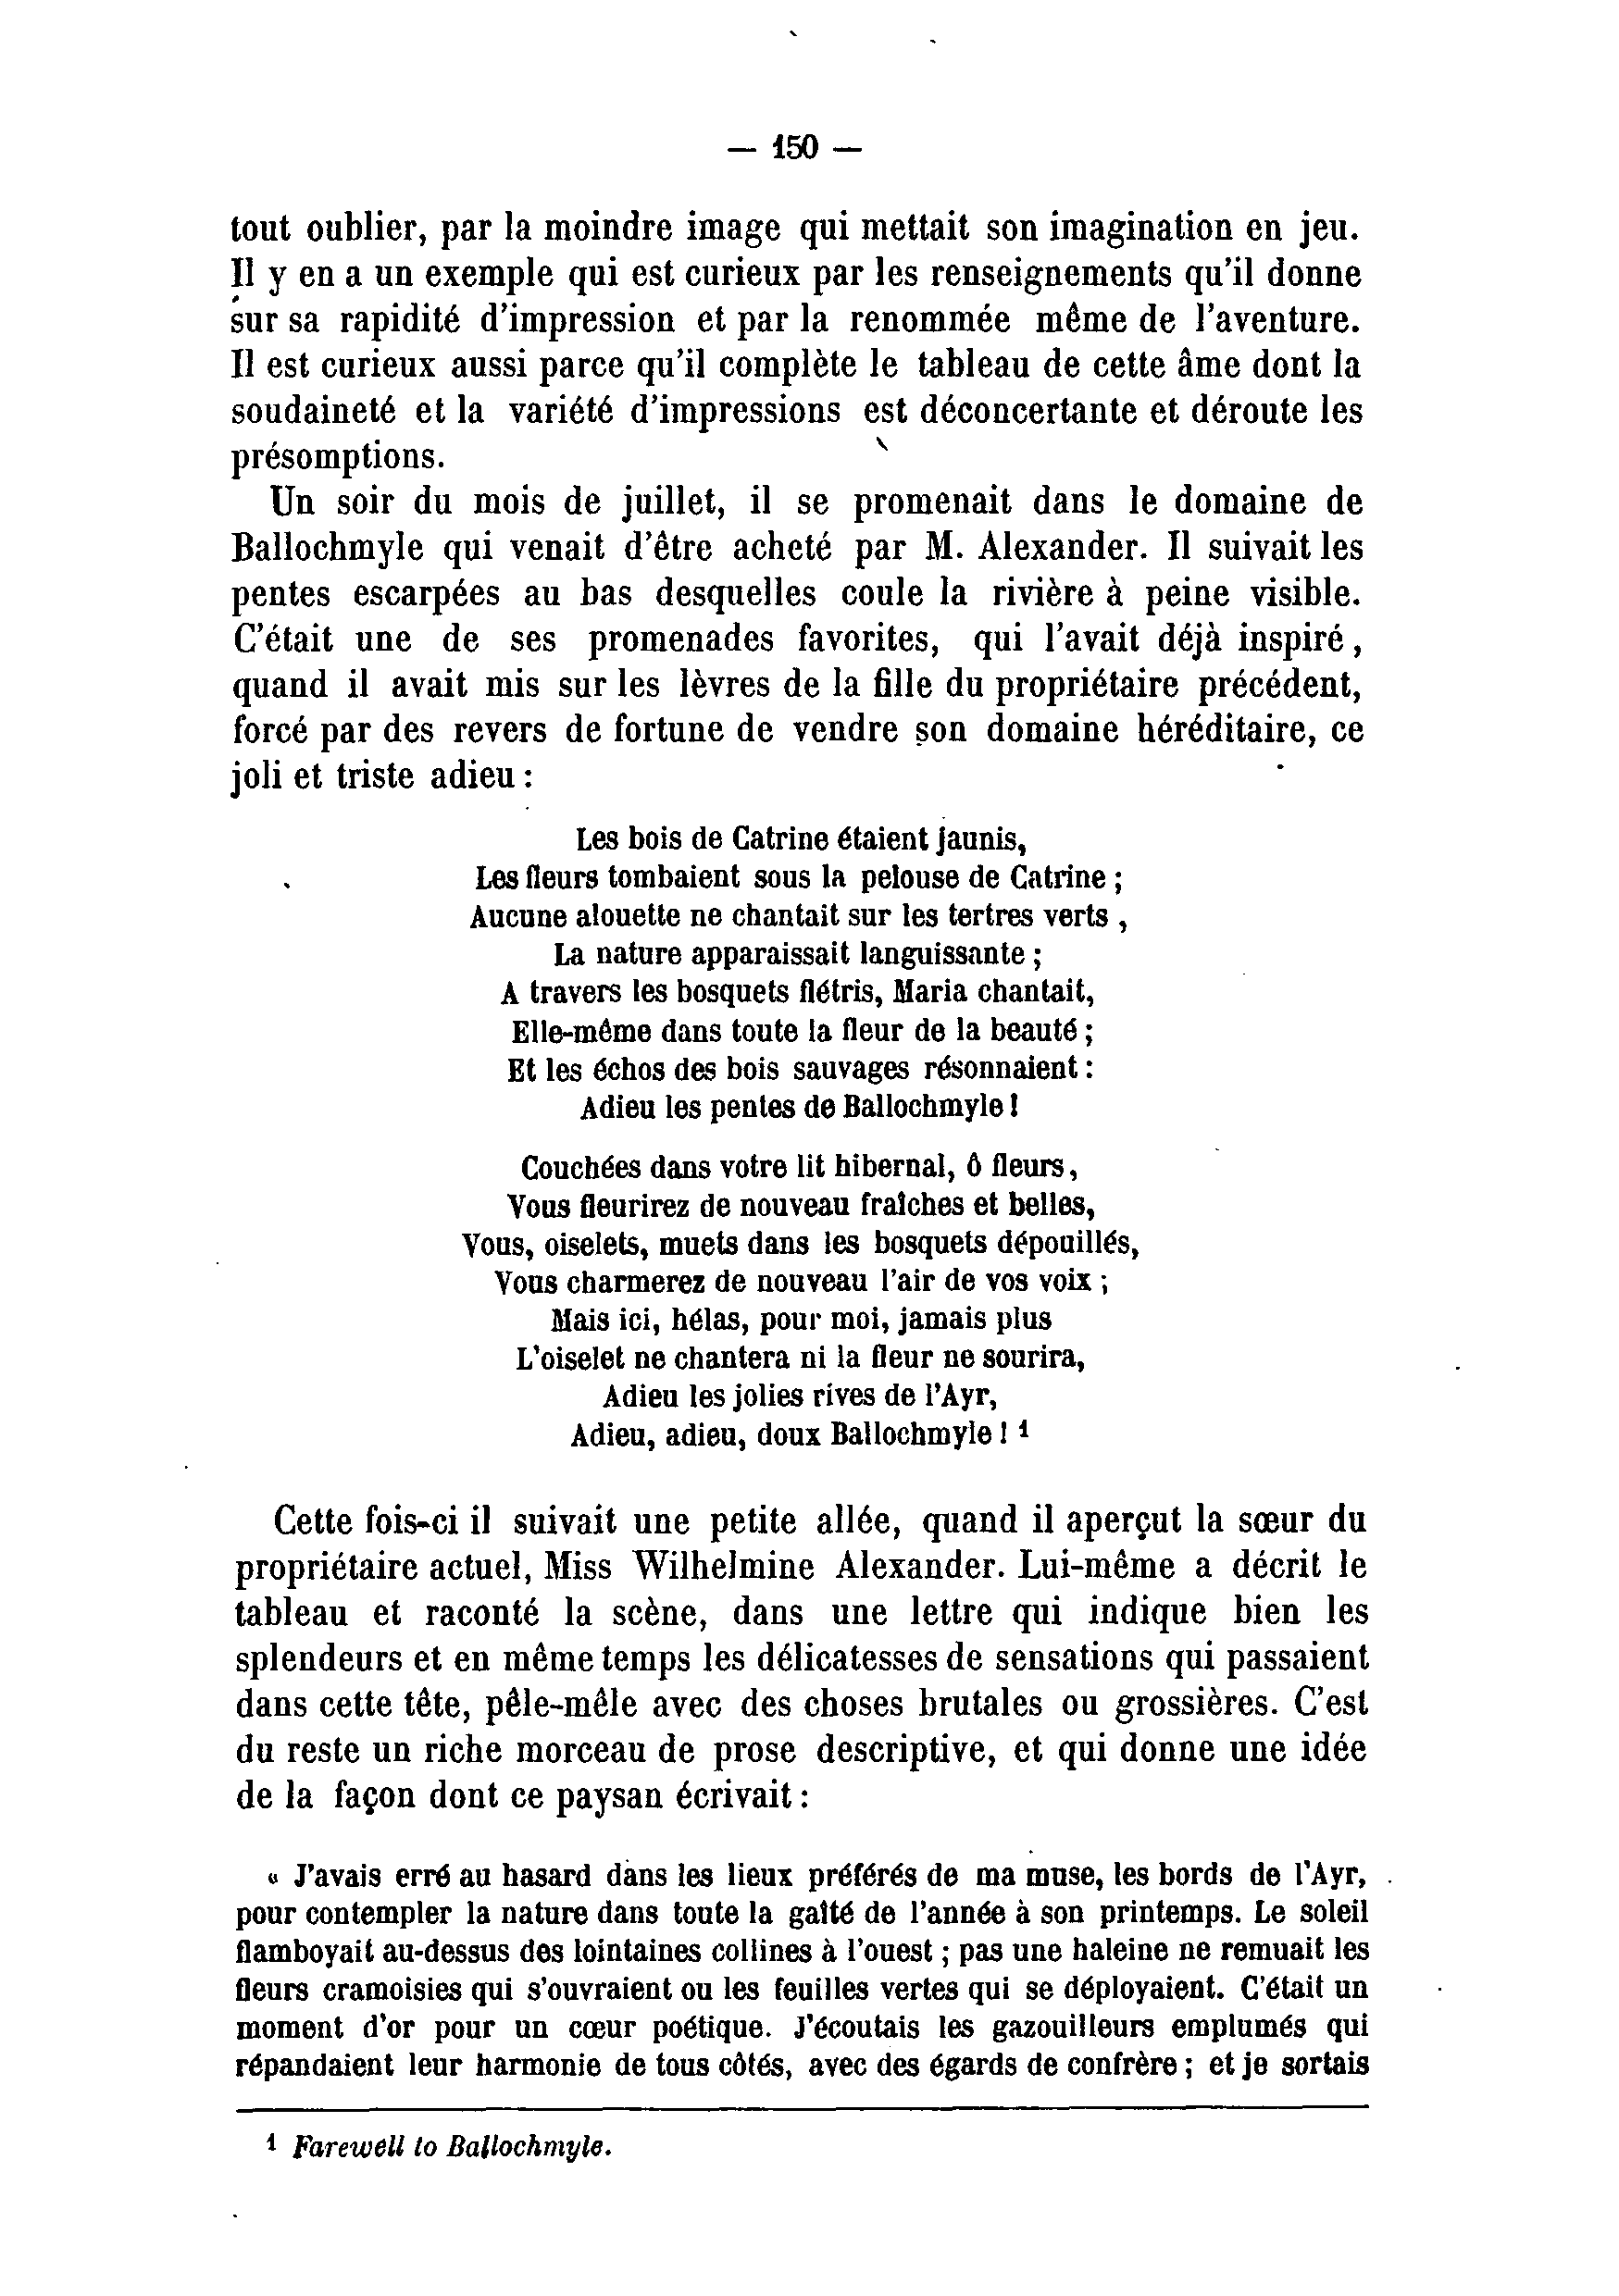 — 150 —
tout oublier, par la moindre image qui mettait son imagination en jeu.
Il y en a un exemple qui est curieux par les renseignements qu'il donne
sur sa rapidité d'impression et par la renommée même de l'aventure.
Il est curieux aussi parce qu'il complète le tableau de cette âme dont la
soudaineté et la variété d'impressions est déconcertante et déroute les
présomptions.
Un soir du mois de juillet, il se promenait dans le domaine de
Ballochmyle qui venait d'être acheté par M. Alexander. Il suivait les
pentes escarpées au bas desquelles coule la rivière à peine visible.
C'était une de ses promenades favorites, qui l'avait déjà inspiré,
quand il avait mis sur les lèvres de la fille du propriétaire précédent,
forcé par des revers de fortune de vendre son domaine héréditaire, ce
joli et triste adieu :
Les bois de Catrine étaient jaunis,
Les fleurs tombaient sous la pelouse de Catrine ;
Aucune alouette ne chantait sur les tertres verts ,
La nature apparaissait languissante ;
A travers les bosquets flétris, Maria chantait,
Elle-même dans toute la fleur de la beauté ;
Et les échos des bois sauvages résonnaient :
Adieu les pentes de Ballochmyle !
Couchées dans votre lit hibernal, ô fleurs,
Vous fleurirez de nouveau fraîches et belles,
Vous, oiselets, muets dans les bosquets dépouillés,
Vous charmerez de nouveau l'air de vos voix ;
Mais ici, hélas, pour moi, jamais plus
L'oiselet ne chantera ni la fleur ne sourira,
Adieu les jolies rives de l'Ayr,
Adieu, adieu, doux Ballochmyle ! 1
Cette fois-ci il suivait une petite allée, quand il aperçut la sœur du
propriétaire actuel, Miss Wilhelmine Alexander. Lui-même a décrit le
tableau et raconté la scène, dans une lettre qui indique bien les
splendeurs et en même temps les délicatesses de sensations qui passaient
dans cette tête, pêle-mêle avec des choses brutales ou grossières. C'est
du reste un riche morceau de prose descriptive, et qui donne une idée
de la façon dont ce paysan écrivait :
« J'avais erré au hasard dans les lieux préférés de ma muse, les bords de l'Ayr,
pour contempler la nature dans toute la gaîté de l'année à son printemps. Le soleil
flamboyait au-dessus des lointaines collines à l'ouest ; pas une haleine ne remuait les
fleurs cramoisies qui s'ouvraient ou les feuilles vertes qui se déployaient. C'était un
moment d'or pour un cœur poétique. J'écoutais les gazouilleurs emplumés qui
répandaient leur harmonie de tous côtés, avec des égards de confrère ; et je sortais
1 Farewell to Ballochmyle.